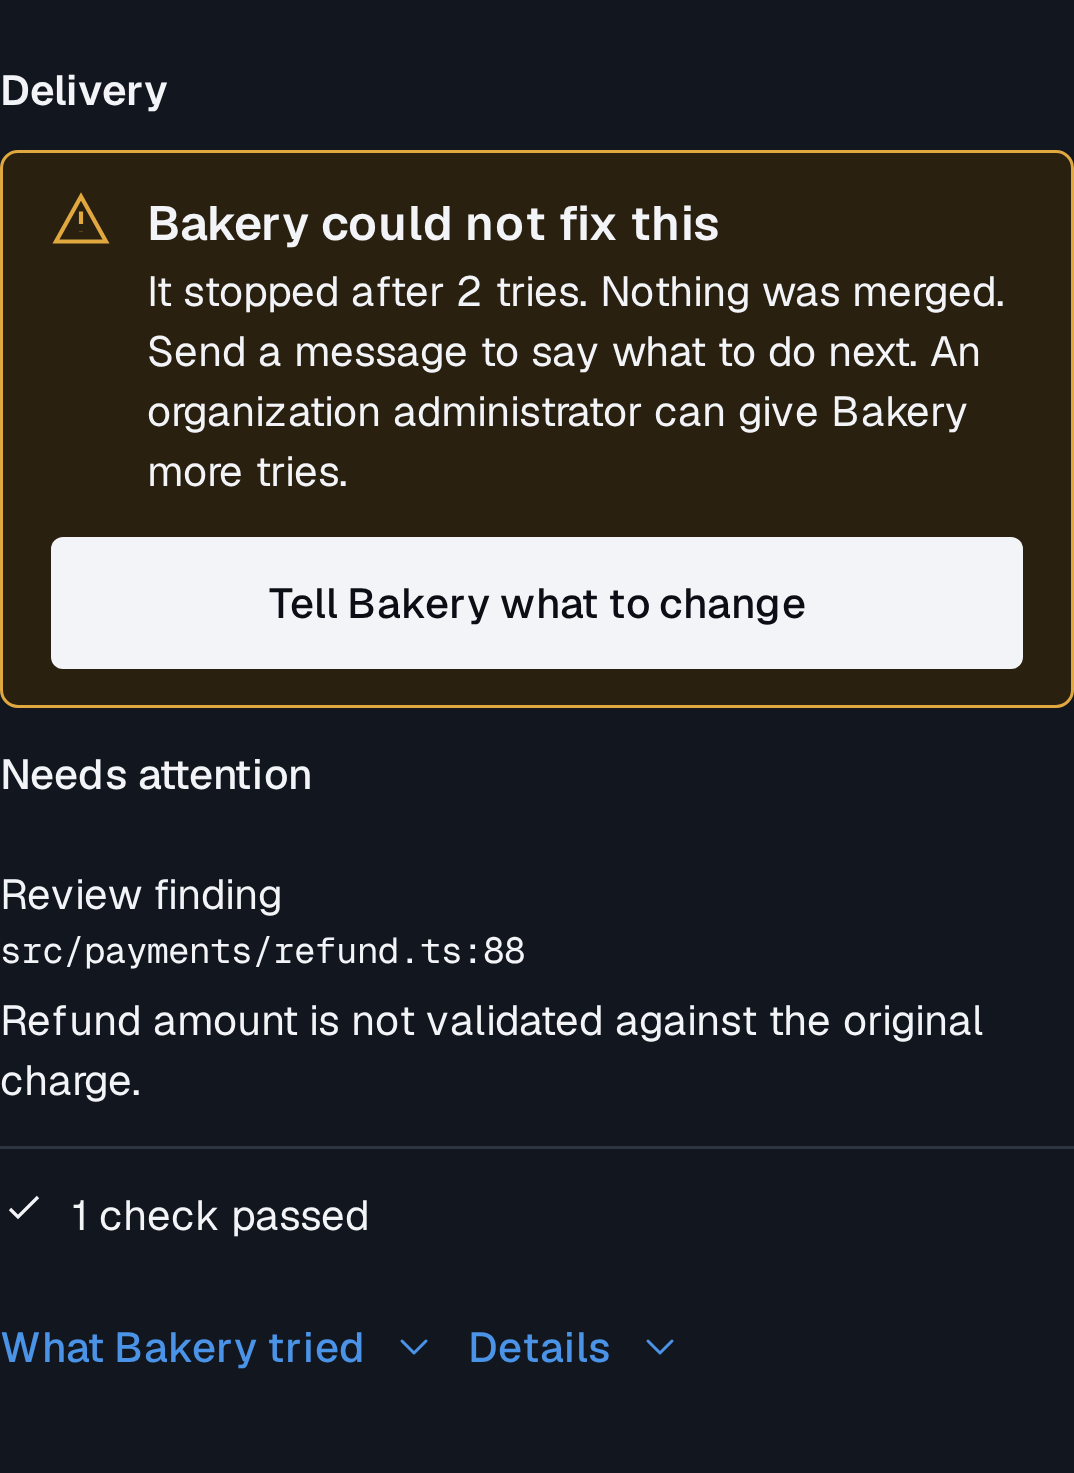 Delivery
Bakery could not fix this
It stopped after 2 tries. Nothing was merged.
Send a message to say what to do next. An
organization administrator can give Bakery
more tries.
Tell Bakery what to change
Needs attention
Review finding
src/payments/refund.ts:88
Refund amount is not validated against the original
charge.
1 check passed
What Bakery tried Details